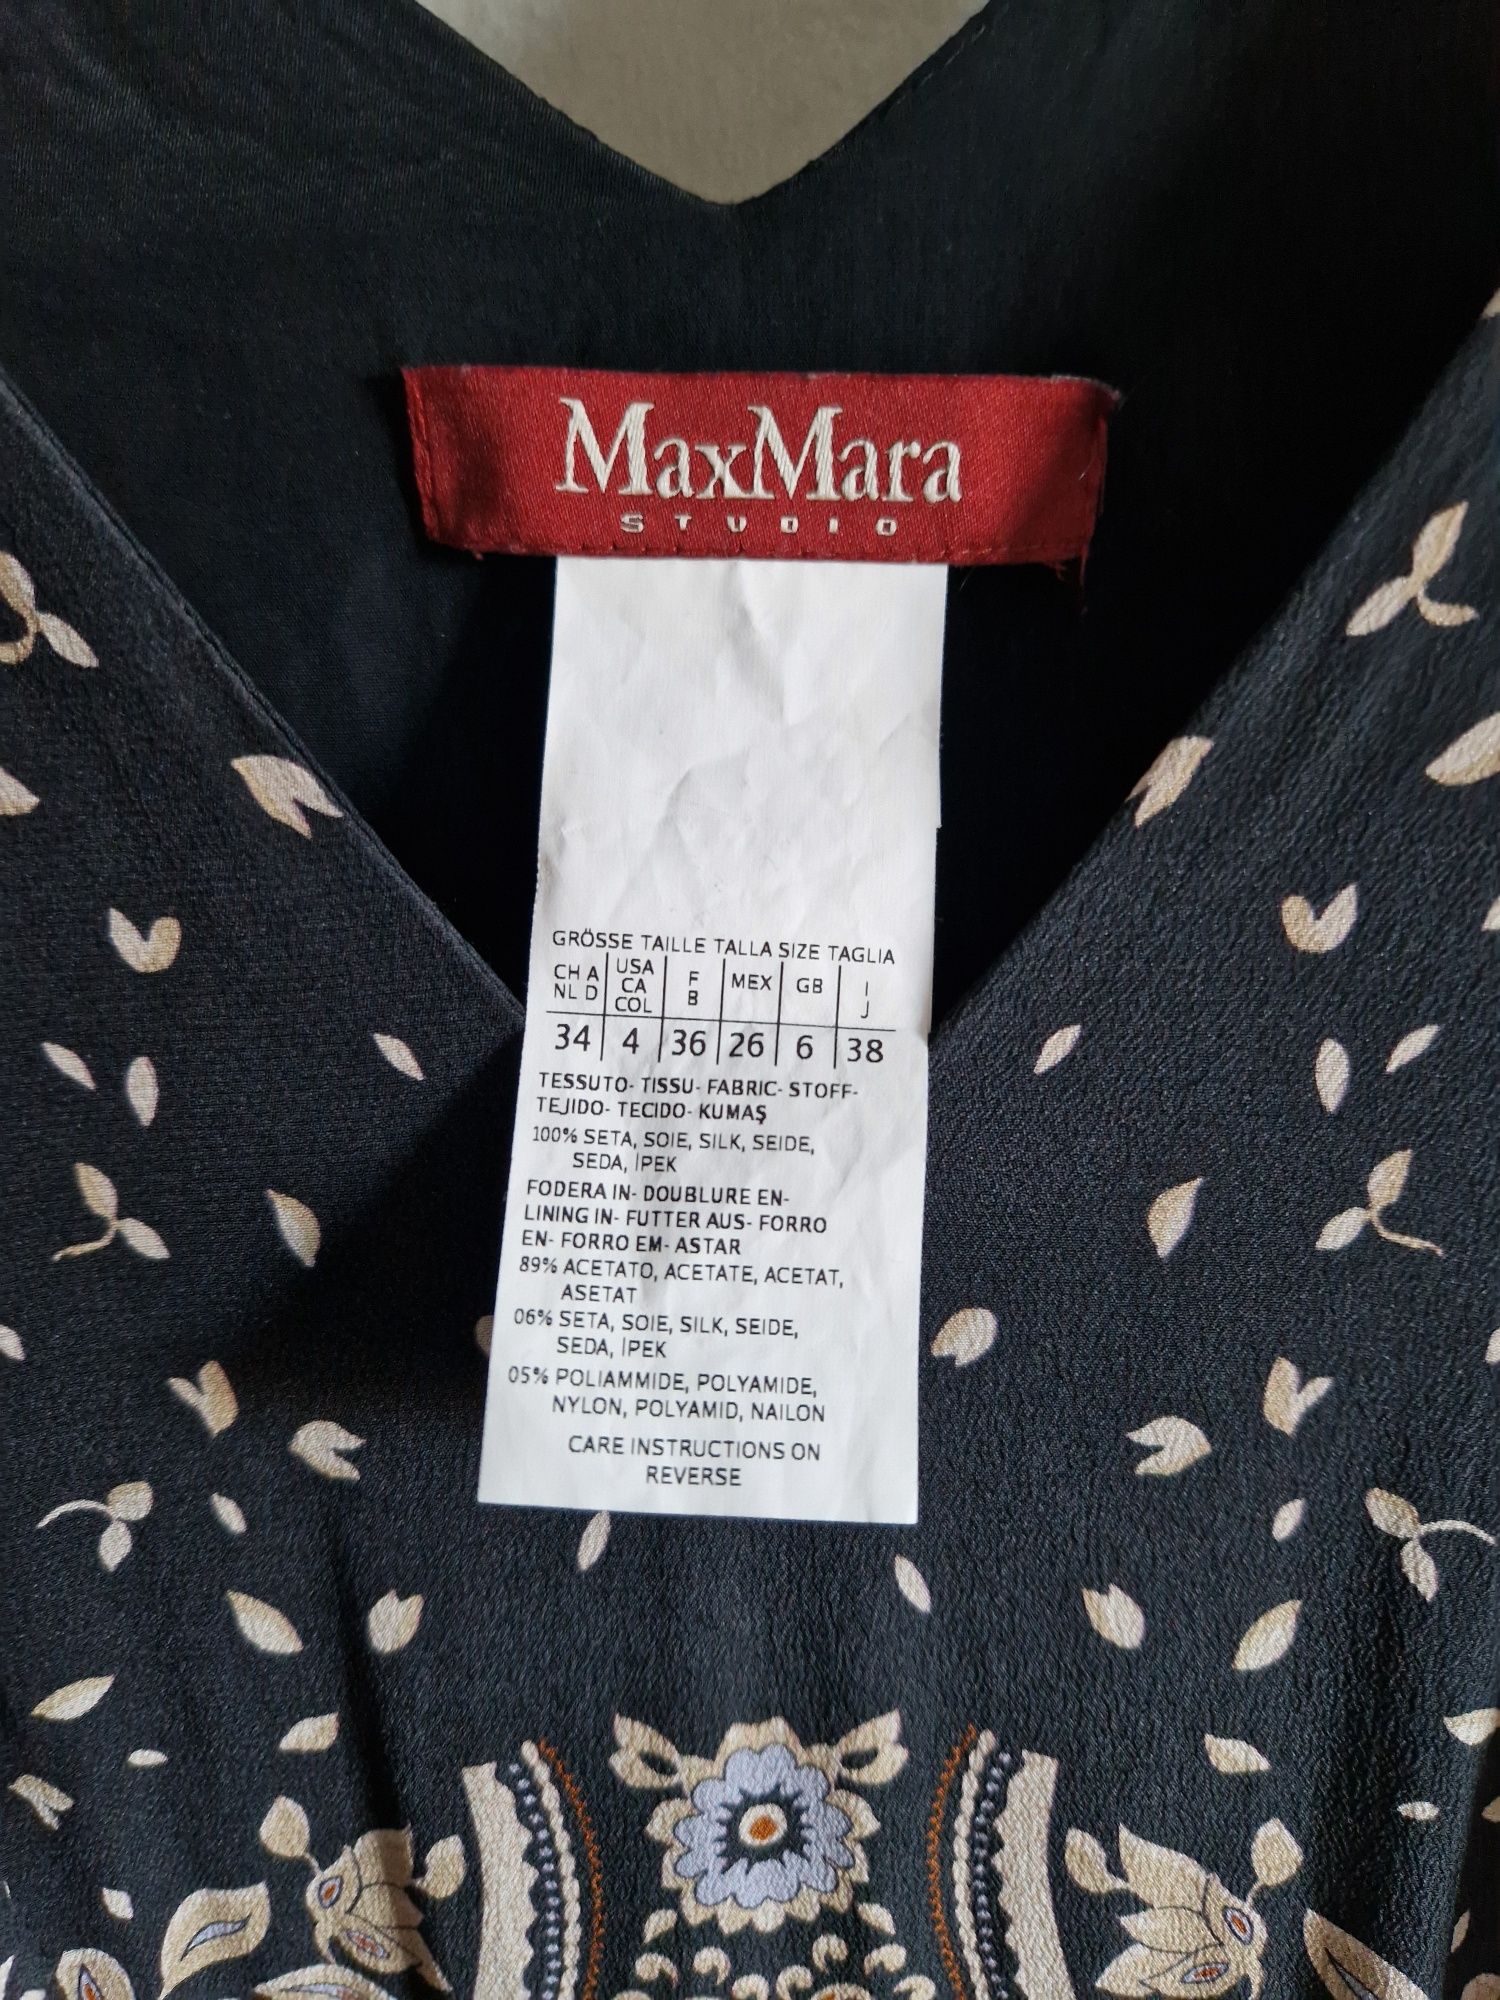 MaxMara
STUDIO
GRÖSSE TAILLE TALLA SIZE TAGLIA
CH A NL D | USA CA COL | F B | MEX | GB | I J
34 | 4 | 36 | 26 | 6 | 38
TESSUTO- TISSU- FABRIC- STOFF-
TEJIDO- TECIDO- KUMAŞ
100% SETA, SOIE, SILK, SEIDE,
SEDA, İPEK
FODERA IN- DOUBLURE EN-
LINING IN- FUTTER AUS- FORRO
EN- FORRO EM- ASTAR
89% ACETATO, ACETATE, ACETAT,
ASETAT
06% SETA, SOIE, SILK, SEIDE,
SEDA, İPEK
05% POLIAMMIDE, POLYAMIDE,
NYLON, POLYAMID, NAILON
CARE INSTRUCTIONS ON
REVERSE